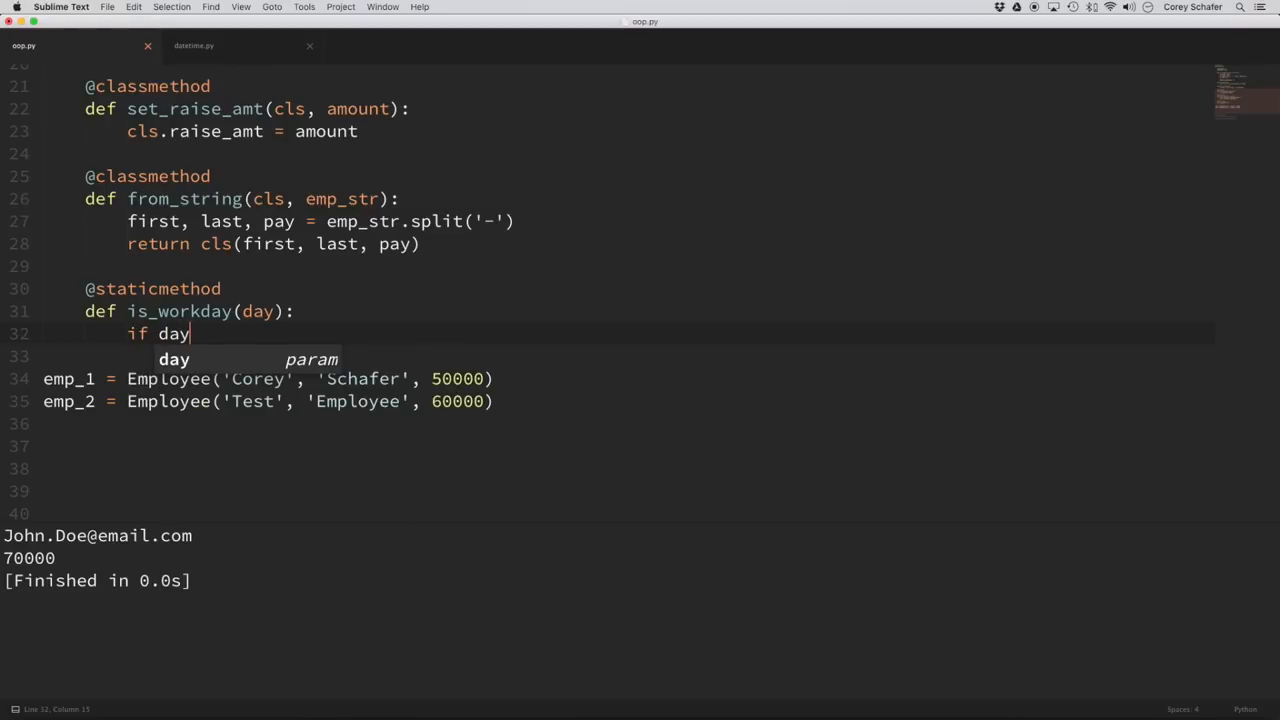 Sublime Text File Edit Selection Find View Goto Tools Project Window Help Corey Schafer
oop.py
oop.py datetime.py
20
21 @classmethod
22 def set_raise_amt(cls, amount):
23 cls.raise_amt = amount
24
25 @classmethod
26 def from_string(cls, emp_str):
27 first, last, pay = emp_str.split('-')
28 return cls(first, last, pay)
29
30 @staticmethod
31 def is_workday(day):
32 if day
33 day param
34 emp_1 = Employee('Corey', 'Schafer', 50000)
35 emp_2 = Employee('Test', 'Employee', 60000)
36
37
38
39
40
John.Doe@email.com
70000
[Finished in 0.0s]
Line 32, Column 15 Spaces: 4 Python